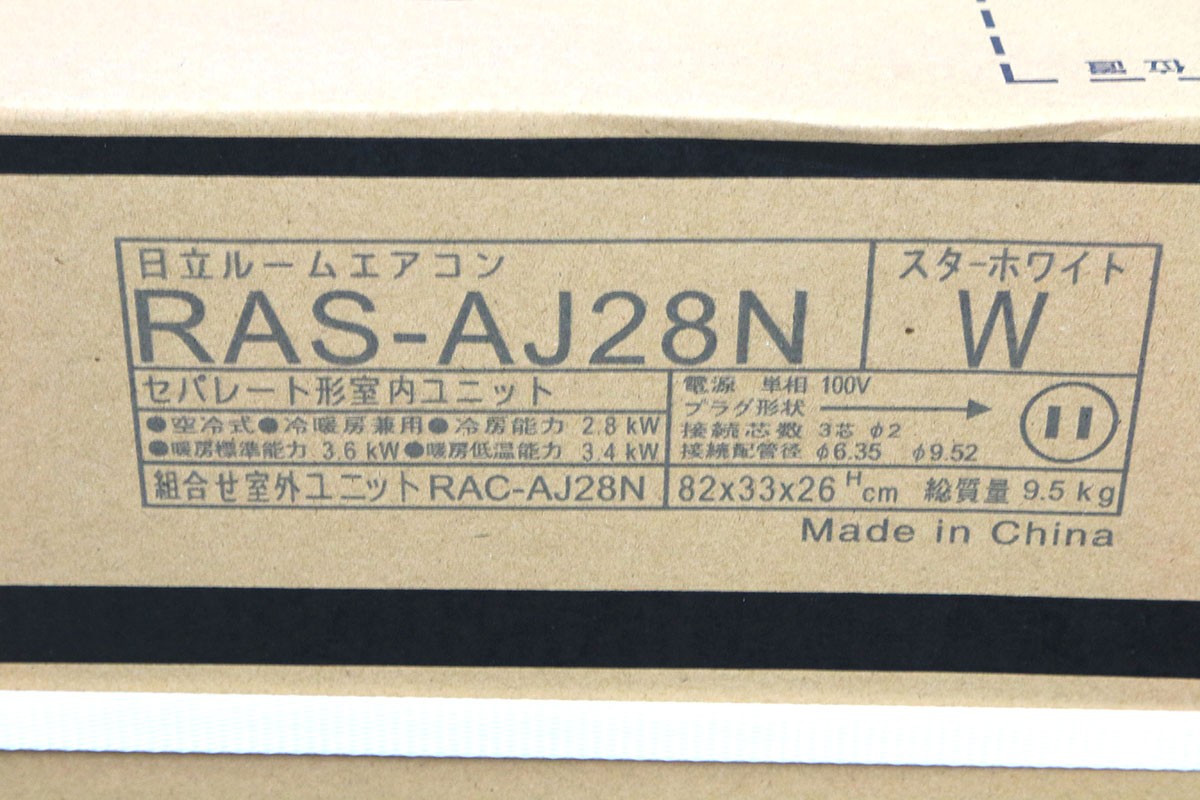 位置
日立ルームエアコン
RAS-AJ28N
スターホワイト
W
セパレート形室内ユニット
●空冷式●冷暖房兼用●冷房能力 2.8 kW
●暖房標準能力 3.6 kW●暖房低温能力 3.4 kW
組合せ室外ユニットRAC-AJ28N
電源 単相 100V
プラグ形状
接続芯数 3芯 φ2
接続配管径 φ6.35 φ9.52
82x33x26ᴴcm 総質量 9.5 kg
Made in China